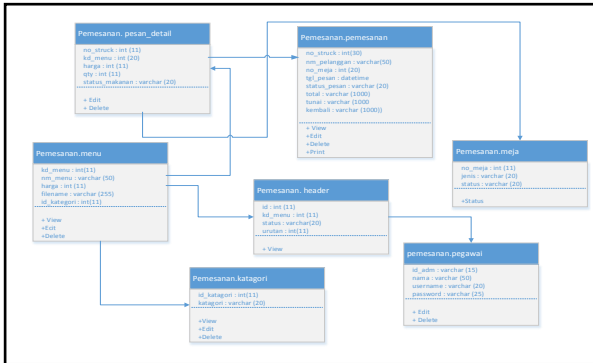 Pemesanan. pesan_detail
no_struck : int (11)
kd_menu : int (20)
harga : int (11)
qty : int (11)
status_makanan : varchar (20)
+ Edit
+ Delete
Pemesanan.pemesanan
no_struck : int(30)
nm_pelanggan : varchar(50)
no_meja : int (20)
tgl_pesan : datetime
status_pesan : varchar (20)
total : varchar (1000)
tunai : varchar (1000
kembali : varchar (1000))
+ View
+Edit
+Delete
+Print
Pemesanan.menu
kd_menu : int(11)
nm_menu : varchar (50)
harga : int (11)
filename : varchar (255)
id_kategori : int(11)
+ View
+Edit
+Delete
Pemesanan.meja
no_meja : int (11)
jenis : varchar (20)
status : varchar (20)
+Status
Pemesanan. header
id : int (11)
kd_menu : int (11)
status : varchar(20)
urutan : int(11)
+ View
pemesanan.pegawai
id_adm : varchar (15)
nama : varchar (50)
username : varchar (20)
password : varchar (25)
+ Edit
+ Delete
Pemesanan.katagori
id_katagori : int(11)
katagori : varchar (20)
+View
+Edit
+Delete